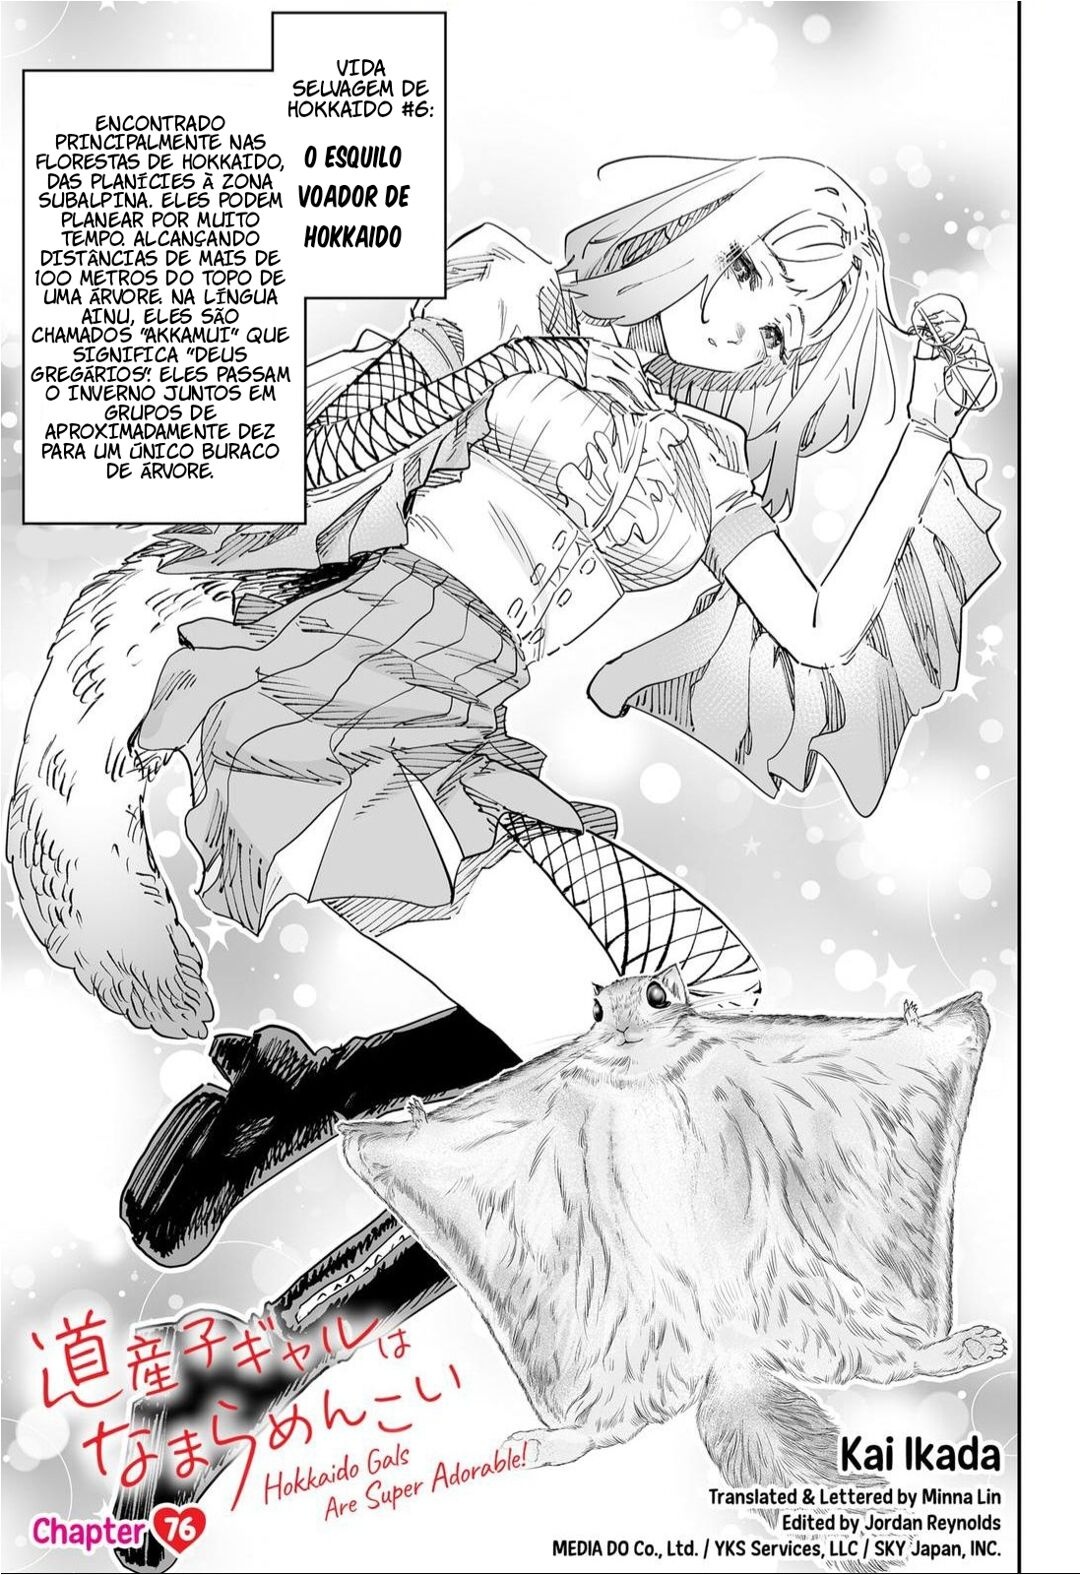 VIDA
SELVAGEM DE
HOKKAIDO #6:
O ESQUILO
VOADOR DE
HOKKAIDO
ENCONTRADO
PRINCIPALMENTE NAS
FLORESTAS DE HOKKAIDO,
DAS PLANÍCIES À ZONA
SUBALPINA. ELES PODEM
PLANEAR POR MUITO
TEMPO. ALCANÇANDO
DISTÂNCIAS DE MAIS DE
100 METROS DO TOPO DE
UMA ÁRVORE. NA LÍNGUA
AINU, ELES SÃO
CHAMADOS "AKKAMUI" QUE
SIGNIFICA "DEUS
GREGÁRIOS". ELES PASSAM
O INVERNO JUNTOS EM
GRUPOS DE
APROXIMADAMENTE DEZ
PARA UM ÚNICO BURACO
DE ÁRVORE.
道産子ギャルは
なまらめんこい
Hokkaido Gals
Are Super Adorable!
Chapter 76
Kai Ikada
Translated & Lettered by Minna Lin
Edited by Jordan Reynolds
MEDIA DO Co., Ltd. / YKS Services, LLC / SKY Japan, INC.